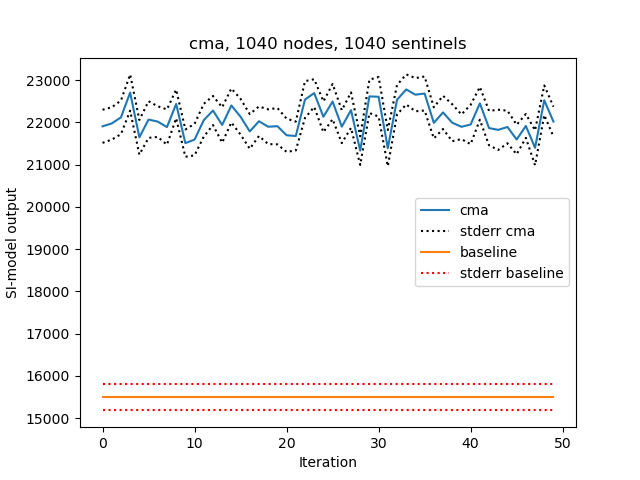 cma, 1040 nodes, 1040 sentinels
SI-model output
23000
22000
21000
20000
19000
18000
17000
16000
15000
cma
stderr cma
baseline
stderr baseline
0 10 20 30 40 50
Iteration